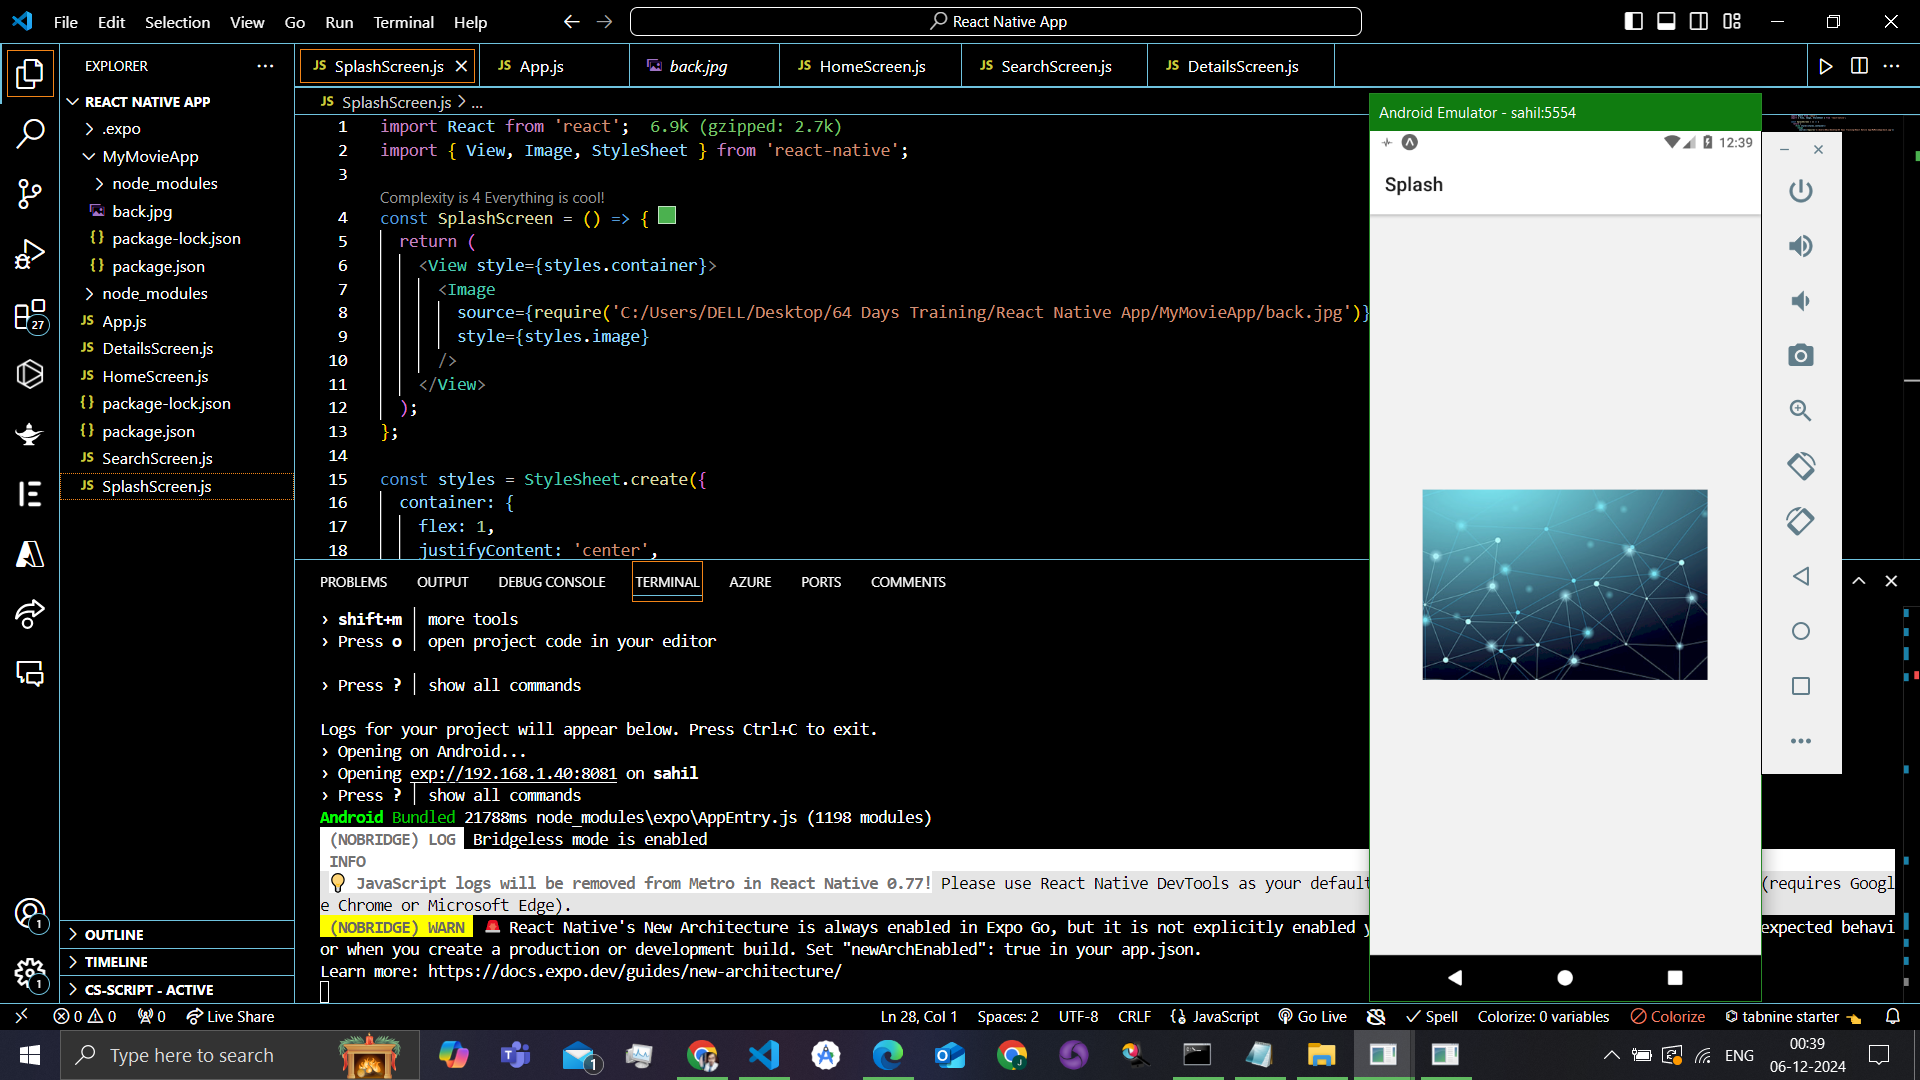 File Edit Selection View Go Run Terminal Help
React Native App
EXPLORER
REACT NATIVE APP
.expo
MyMovieApp
node_modules
back.jpg
package-lock.json
package.json
node_modules
App.js
DetailsScreen.js
HomeScreen.js
package-lock.json
package.json
SearchScreen.js
SplashScreen.js
OUTLINE
TIMELINE
CS-SCRIPT - ACTIVE
27
1
1
JS SplashScreen.js
JS App.js
back.jpg
JS HomeScreen.js
JS SearchScreen.js
JS DetailsScreen.js
JS SplashScreen.js > ...
1 import React from 'react'; 6.9k (gzipped: 2.7k)
2 import { View, Image, StyleSheet } from 'react-native';
3
Complexity is 4 Everything is cool!
4 const SplashScreen = () => {
5 return (
6 <View style={styles.container}>
7 <Image
8 source={require('C:/Users/DELL/Desktop/64 Days Training/React Native App/MyMovieApp/back.jpg')}
9 style={styles.image}
10 />
11 </View>
12 );
13 };
14
15 const styles = StyleSheet.create({
16 container: {
17 flex: 1,
18 justifyContent: 'center',
PROBLEMS OUTPUT DEBUG CONSOLE TERMINAL AZURE PORTS COMMENTS
› shift+m │ more tools
› Press o │ open project code in your editor
› Press ? │ show all commands
Logs for your project will appear below. Press Ctrl+C to exit.
› Opening on Android...
› Opening exp://192.168.1.40:8081 on sahil
› Press ? │ show all commands
Android Bundled 21788ms node_modules\expo\AppEntry.js (1198 modules)
(NOBRIDGE) LOG Bridgeless mode is enabled
INFO
💡 JavaScript logs will be removed from Metro in React Native 0.77! Please use React Native DevTools as your default (requires Googl
e Chrome or Microsoft Edge).
(NOBRIDGE) WARN 🚨 React Native's New Architecture is always enabled in Expo Go, but it is not explicitly enabled expected behavi
or when you create a production or development build. Set "newArchEnabled": true in your app.json.
Learn more: https://docs.expo.dev/guides/new-architecture/
Android Emulator - sahil:5554
12:39
Splash
0 0 0 Live Share
Ln 28, Col 1 Spaces: 2 UTF-8 CRLF JavaScript Go Live Spell Colorize: 0 variables Colorize tabnine starter
Type here to search
1
ENG
00:39
06-12-2024